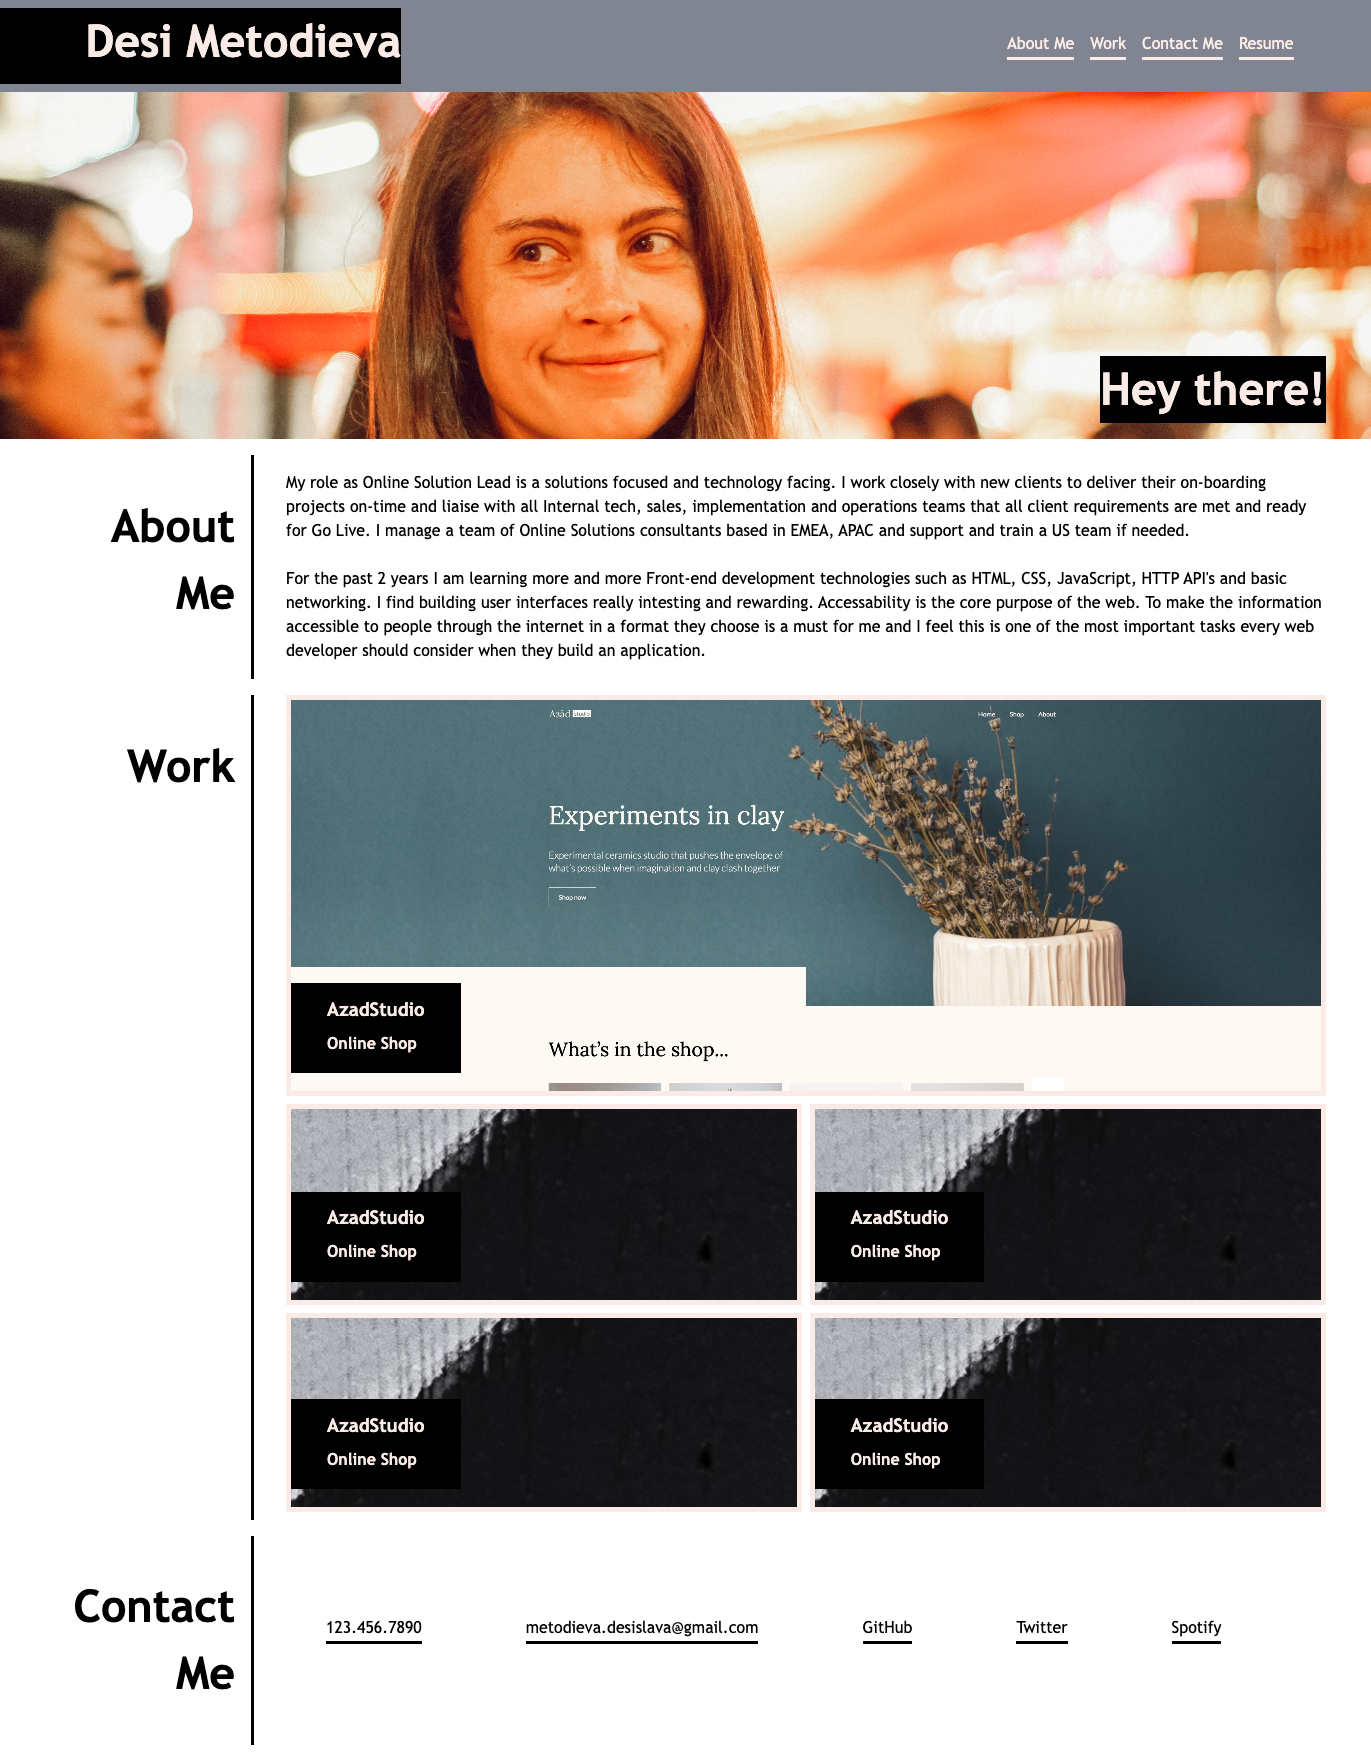 Desi Metodieva
About Me Work Contact Me Resume
Hey there!
About
Me
My role as Online Solution Lead is a solutions focused and technology facing. I work closely with new clients to deliver their on-boarding
projects on-time and liaise with all Internal tech, sales, implementation and operations teams that all client requirements are met and ready
for Go Live. I manage a team of Online Solutions consultants based in EMEA, APAC and support and train a US team if needed.
For the past 2 years I am learning more and more Front-end development technologies such as HTML, CSS, JavaScript, HTTP API's and basic
networking. I find building user interfaces really intesting and rewarding. Accessability is the core purpose of the web. To make the information
accessible to people through the internet in a format they choose is a must for me and I feel this is one of the most important tasks every web
developer should consider when they build an application.
Work
Azād studio
Home Shop About
Experiments in clay
Experimental ceramics studio that pushes the envelope of
what's possible when imagination and clay clash together
Shop now
AzadStudio
Online Shop
What's in the shop...
AzadStudio
Online Shop
AzadStudio
Online Shop
AzadStudio
Online Shop
AzadStudio
Online Shop
Contact
Me
123.456.7890
metodieva.desislava@gmail.com
GitHub
Twitter
Spotify